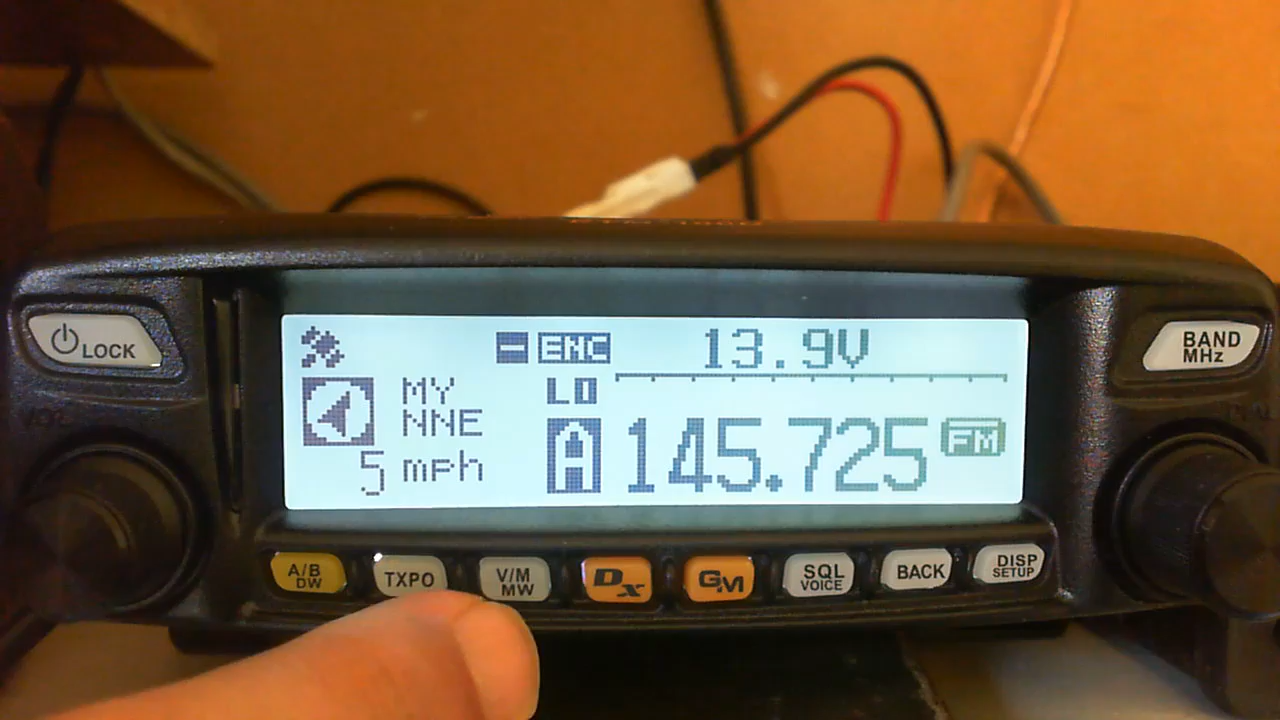 LOCK
ENC
13.9V
BAND
MHz
MY
LO
NNE
5 mph
A
145.725
FM
A/B
DW
TXPO
V/M
MW
DX
GM
SQL
VOICE
BACK
DISP
SETUP